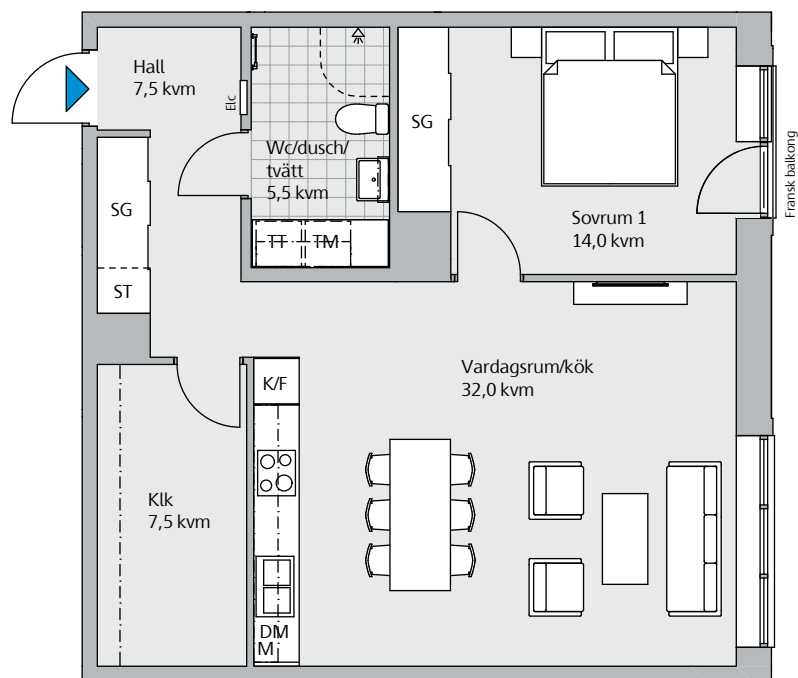 Hall
7,5 kvm
Elc
Wc/dusch/
tvätt
5,5 kvm
SG
Sovrum 1
14,0 kvm
Fransk balkong
SG
ST
TT
TM
Vardagsrum/kök
32,0 kvm
K/F
Klk
7,5 kvm
DM
M